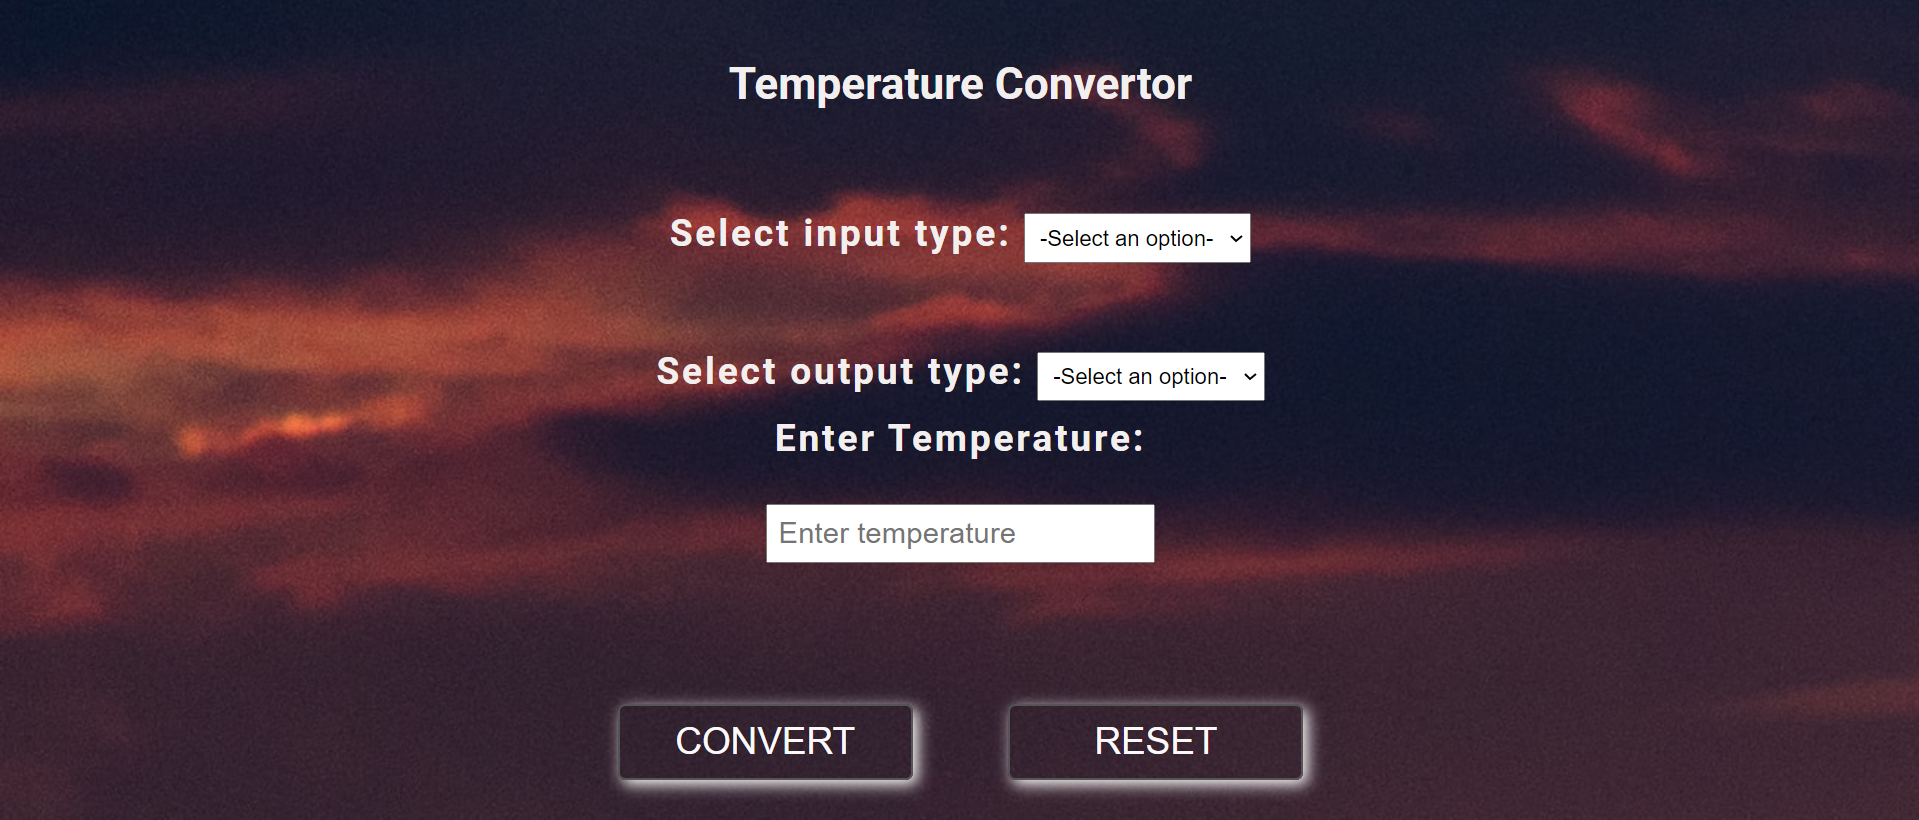 Temperature Convertor
Select input type: -Select an option-
Select output type: -Select an option-
Enter Temperature:
Enter temperature
CONVERT RESET